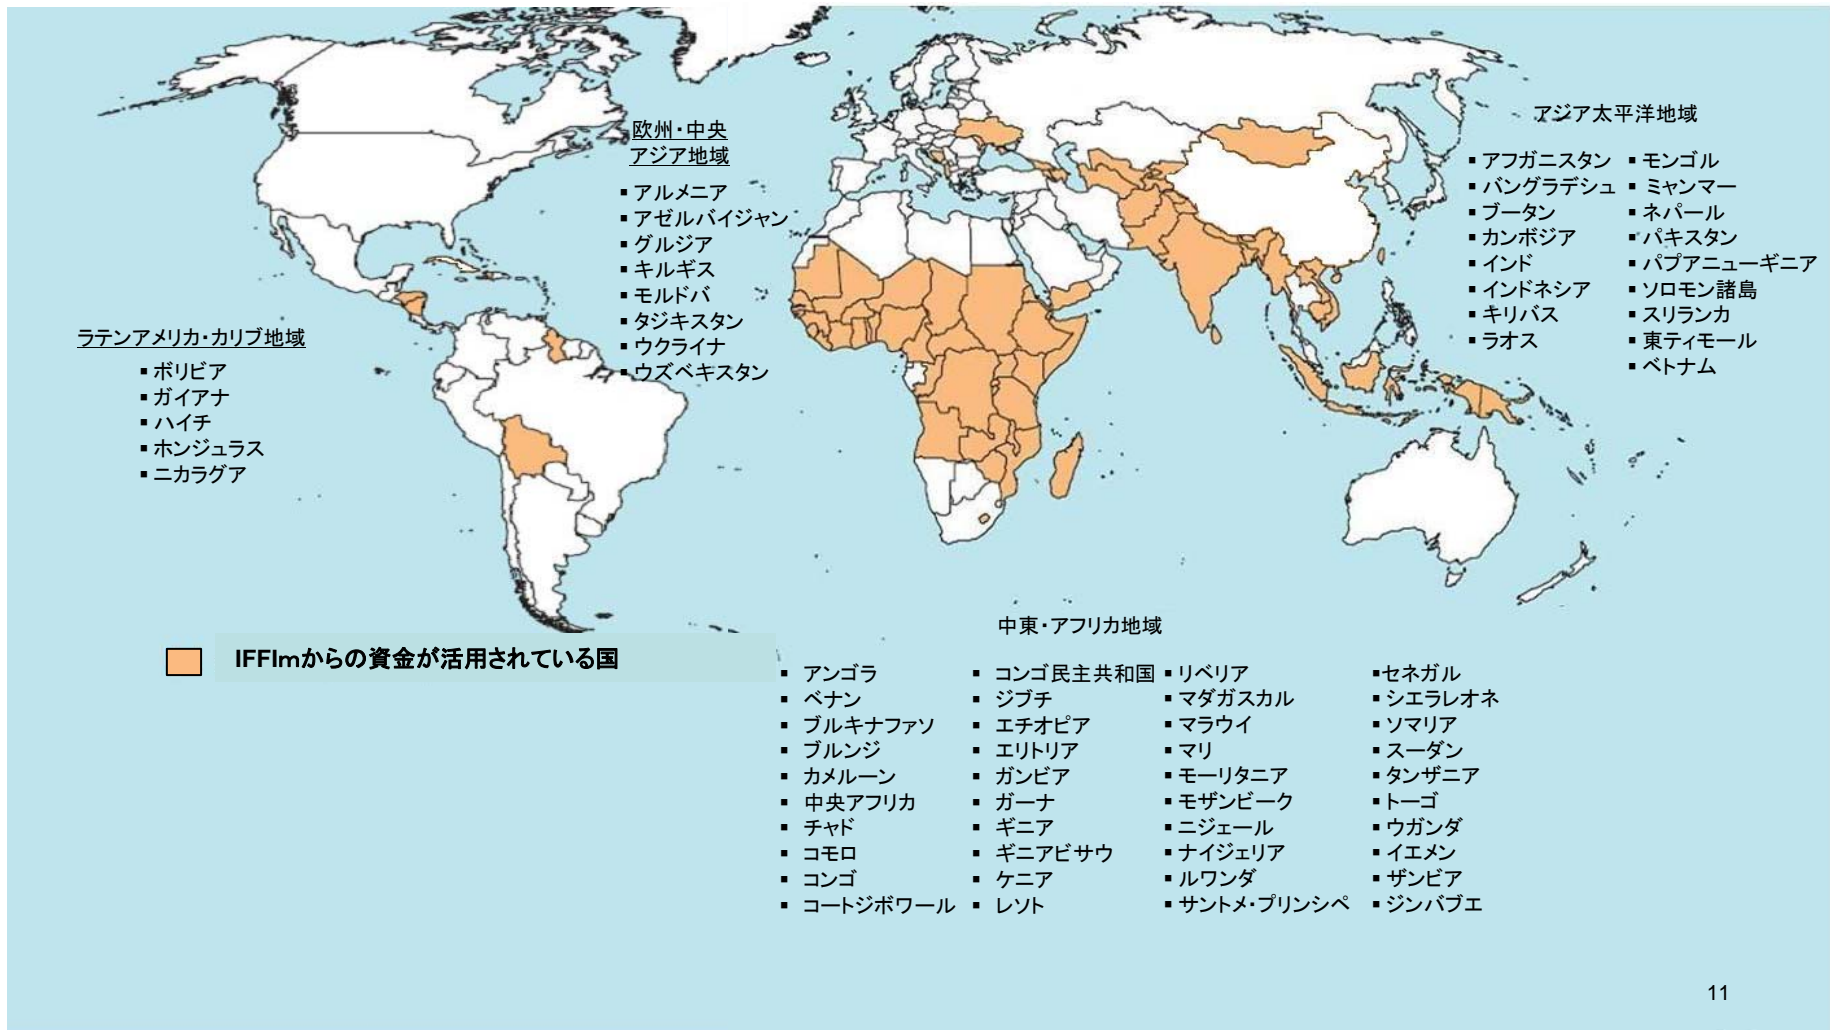 欧州・中央
アジア地域
▪ アルメニア
▪ アゼルバイジャン
▪ グルジア
▪ キルギス
▪ モルドバ
▪ タジキスタン
▪ ウクライナ
▪ ウズベキスタン
アジア太平洋地域
▪ アフガニスタン
▪ バングラデシュ
▪ ブータン
▪ カンボジア
▪ インド
▪ インドネシア
▪ キリバス
▪ ラオス
▪ モンゴル
▪ ミャンマー
▪ ネパール
▪ パキスタン
▪ パプアニューギニア
▪ ソロモン諸島
▪ スリランカ
▪ 東ティモール
▪ ベトナム
ラテンアメリカ・カリブ地域
▪ ボリビア
▪ ガイアナ
▪ ハイチ
▪ ホンジュラス
▪ ニカラグア
IFFImからの資金が活用されている国
中東・アフリカ地域
▪ アンゴラ
▪ ベナン
▪ ブルキナファソ
▪ ブルンジ
▪ カメルーン
▪ 中央アフリカ
▪ チャド
▪ コモロ
▪ コンゴ
▪ コートジボワール
▪ コンゴ民主共和国
▪ ジブチ
▪ エチオピア
▪ エリトリア
▪ ガンビア
▪ ガーナ
▪ ギニア
▪ ギニアビサウ
▪ ケニア
▪ レソト
▪ リベリア
▪ マダガスカル
▪ マラウイ
▪ マリ
▪ モーリタニア
▪ モザンビーク
▪ ニジェール
▪ ナイジェリア
▪ ルワンダ
▪ サントメ・プリンシペ
▪ セネガル
▪ シエラレオネ
▪ ソマリア
▪ スーダン
▪ タンザニア
▪ トーゴ
▪ ウガンダ
▪ イエメン
▪ ザンビア
▪ ジンバブエ
11